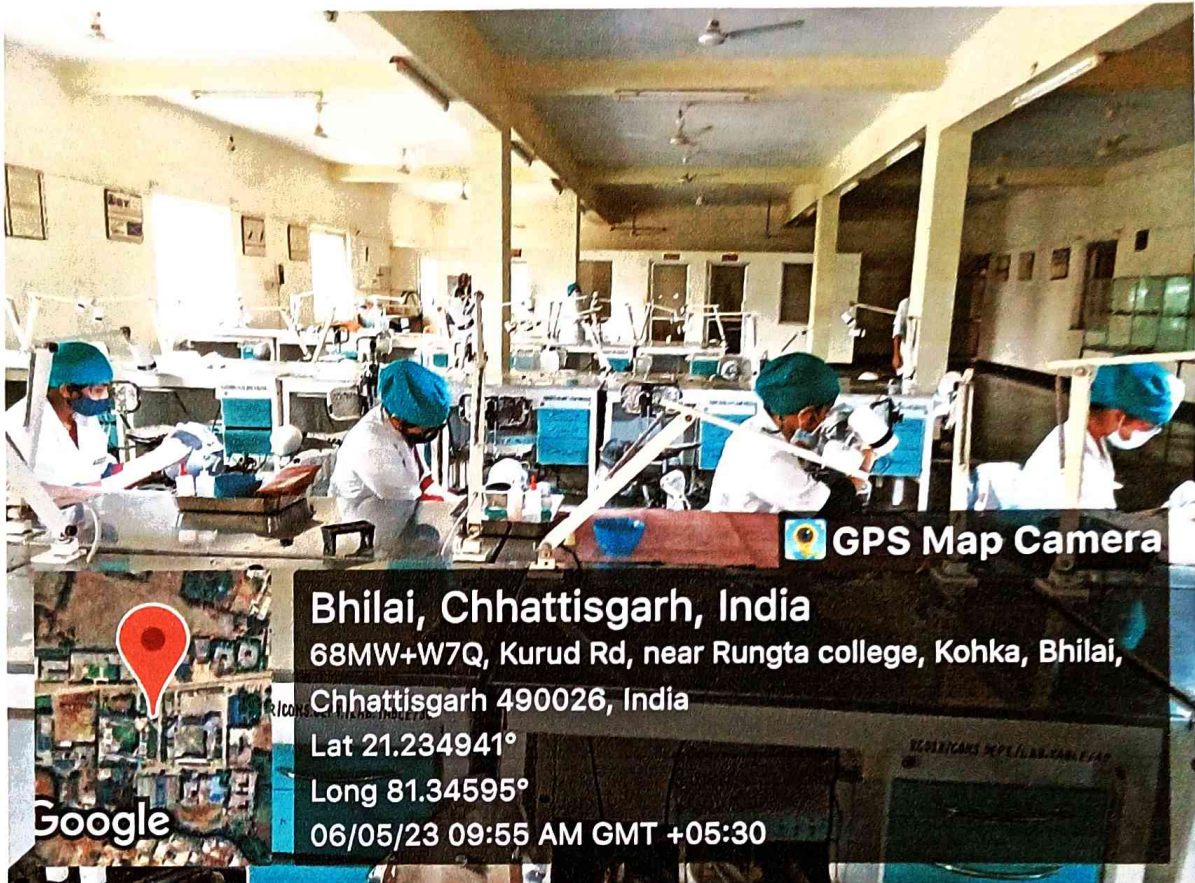 GPS Map Camera
Bhilai, Chhattisgarh, India
68MW+W7Q, Kurud Rd, near Rungta college, Kohka, Bhilai,
Chhattisgarh 490026, India
Lat 21.234941°
Long 81.34595°
06/05/23 09:55 AM GMT +05:30
Google